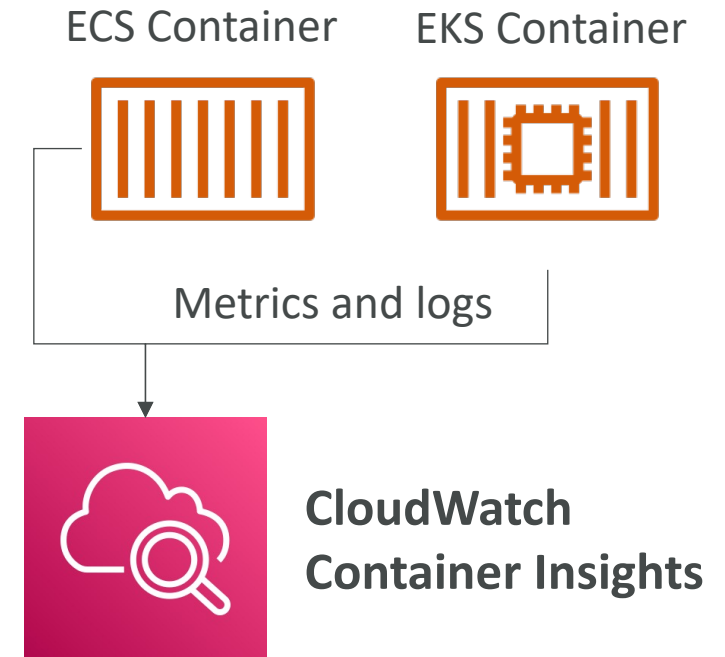 ECS Container
EKS Container
Metrics and logs
CloudWatch
Container Insights